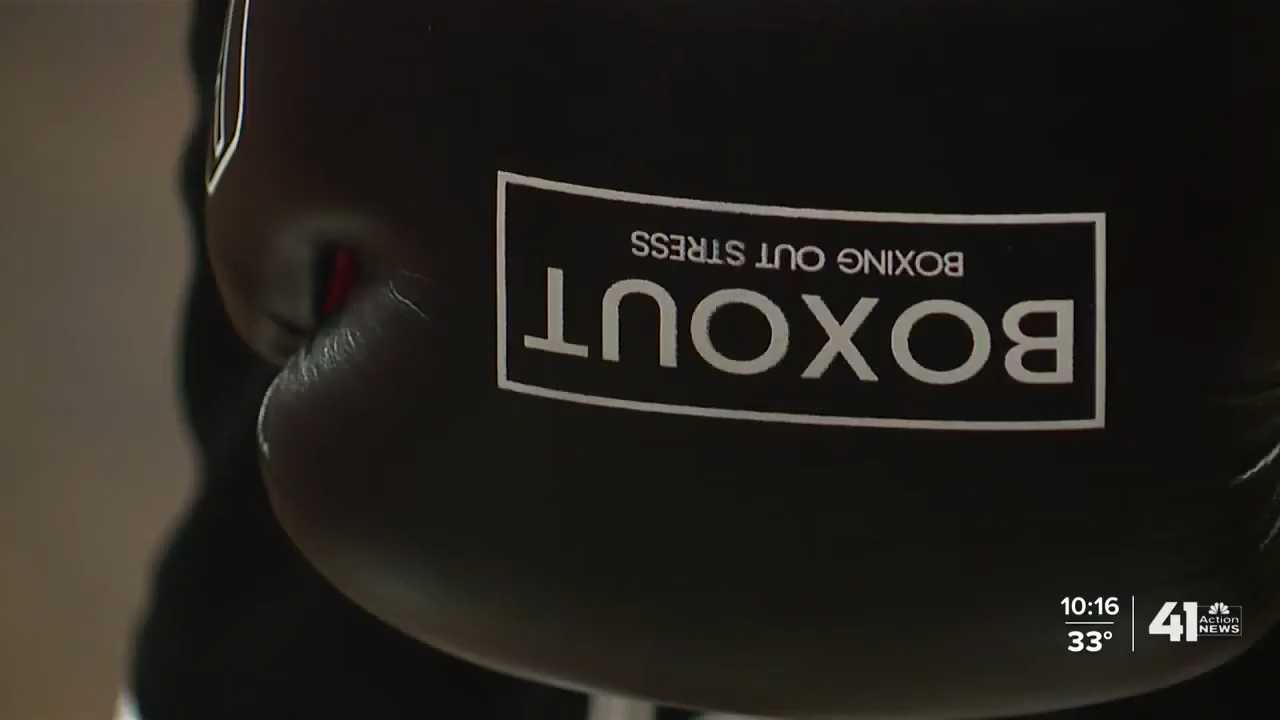 BOXOUT
BOXING OUT STRESS
10:16
33°
41 Action
NEWS